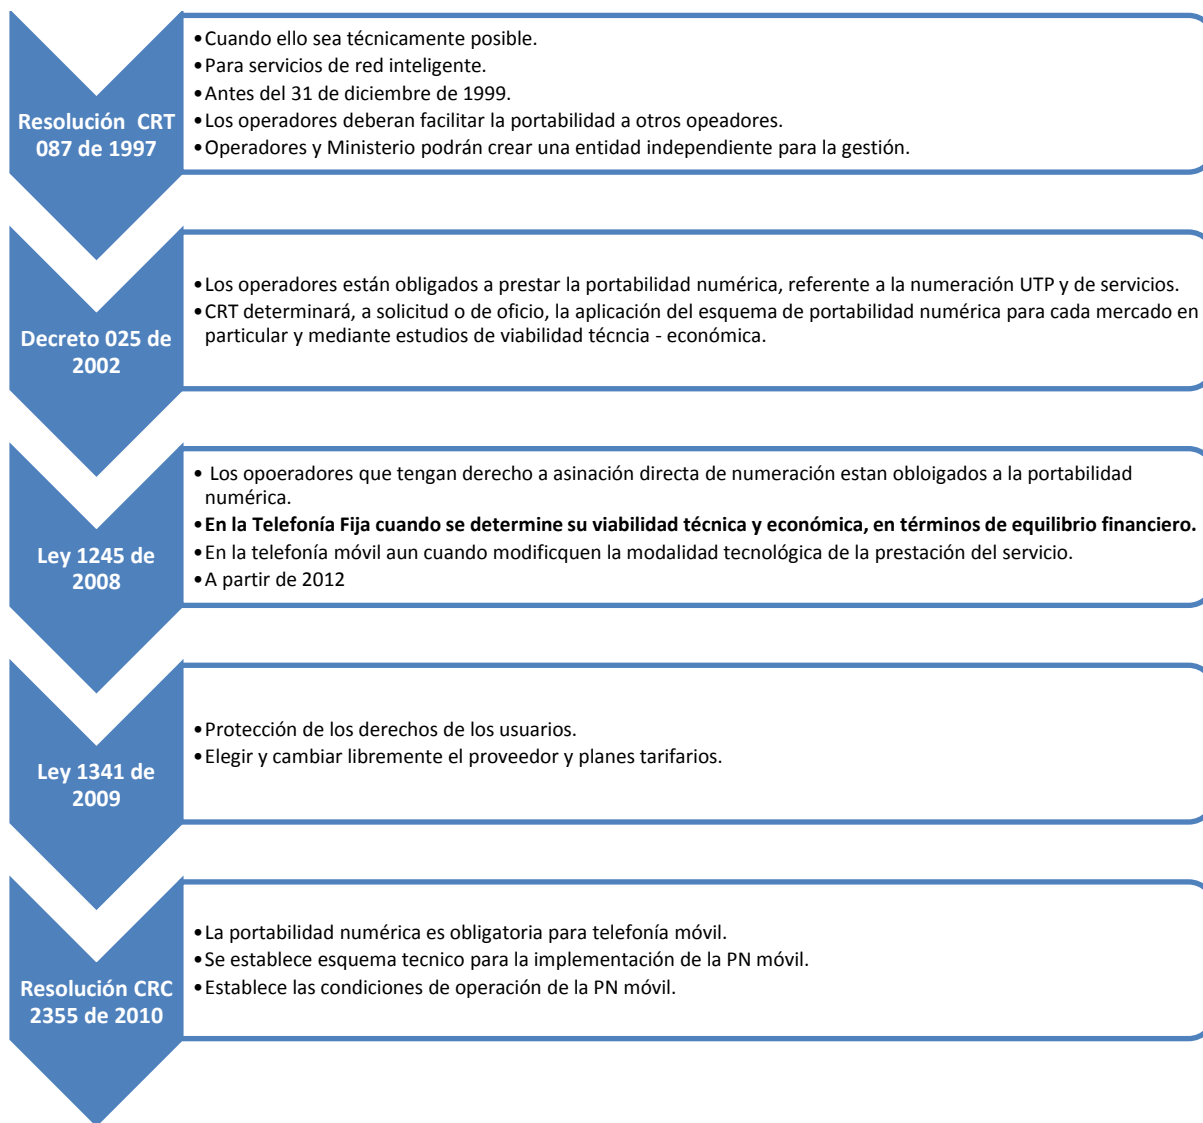 Resolución CRT
087 de 1997
•Cuando ello sea técnicamente posible.
•Para servicios de red inteligente.
•Antes del 31 de diciembre de 1999.
•Los operadores deberan facilitar la portabilidad a otros opeadores.
•Operadores y Ministerio podrán crear una entidad independiente para la gestión.
Decreto 025 de
2002
•Los operadores están obligados a prestar la portabilidad numérica, referente a la numeración UTP y de servicios.
•CRT determinará, a solicitud o de oficio, la aplicación del esquema de portabilidad numérica para cada mercado en
particular y mediante estudios de viabilidad técncia - económica.
Ley 1245 de
2008
• Los opoeradores que tengan derecho a asinación directa de numeración estan obloigados a la portabilidad
numérica.
•En la Telefonía Fija cuando se determine su viabilidad técnica y económica, en términos de equilibrio financiero.
•En la telefonía móvil aun cuando modificquen la modalidad tecnológica de la prestación del servicio.
•A partir de 2012
Ley 1341 de
2009
•Protección de los derechos de los usuarios.
•Elegir y cambiar libremente el proveedor y planes tarifarios.
Resolución CRC
2355 de 2010
•La portabilidad numérica es obligatoria para telefonía móvil.
•Se establece esquema tecnico para la implementación de la PN móvil.
•Establece las condiciones de operación de la PN móvil.